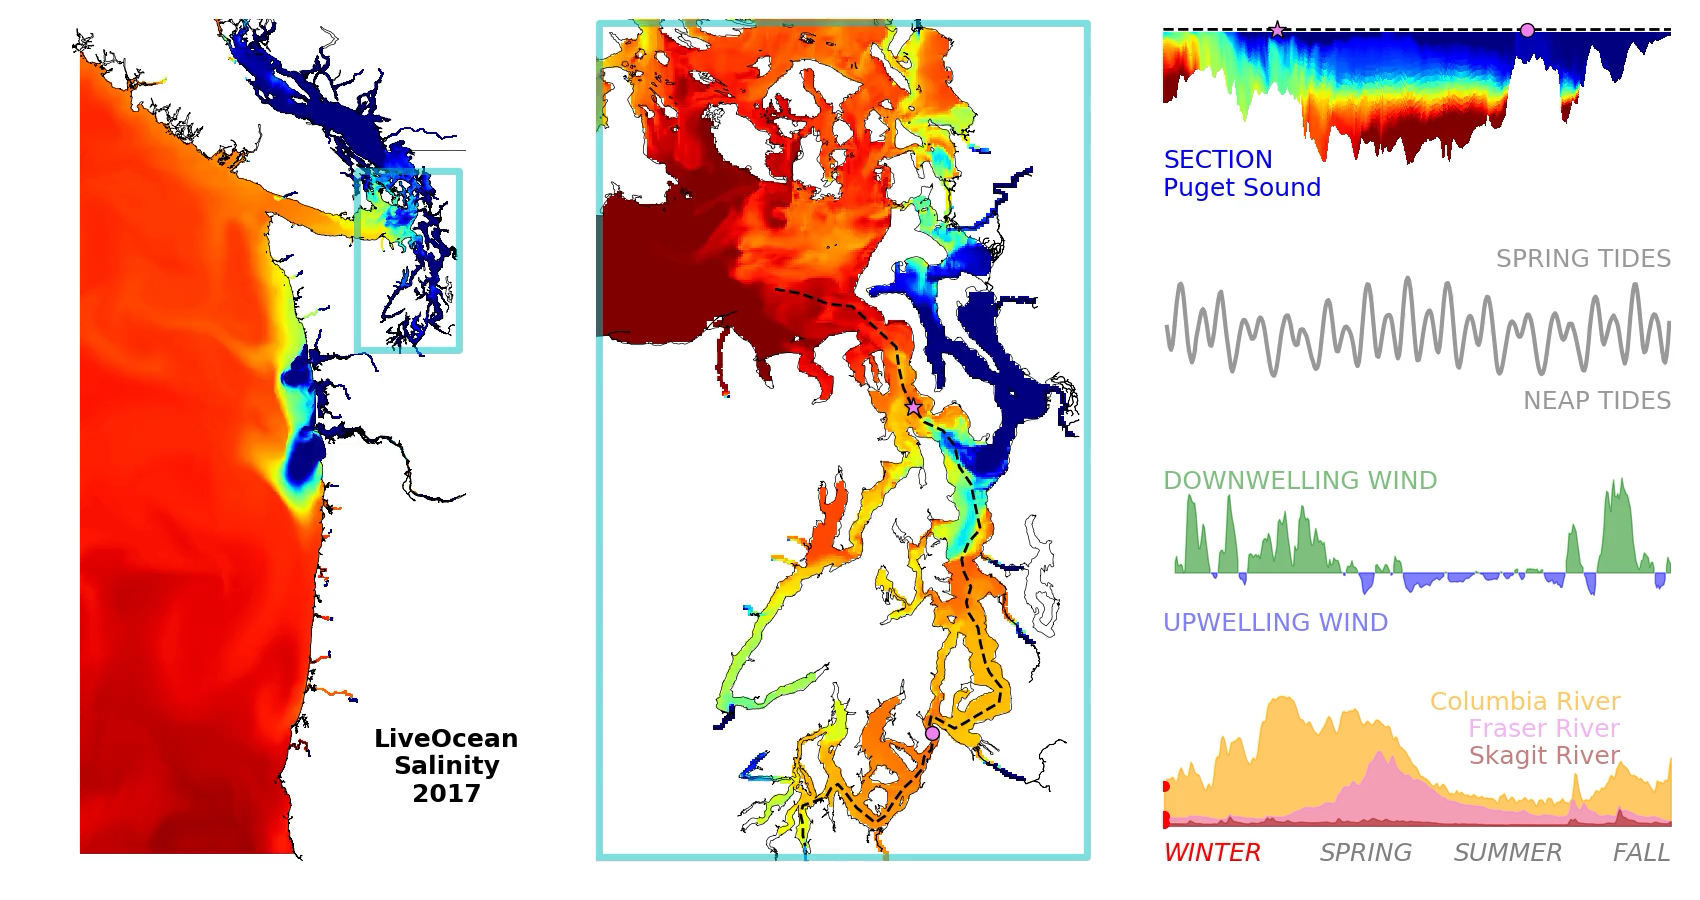 LiveOcean
Salinity
2017
SECTION
Puget Sound
SPRING TIDES
NEAP TIDES
DOWNWELLING WIND
UPWELLING WIND
Columbia River
Fraser River
Skagit River
WINTER SPRING SUMMER FALL